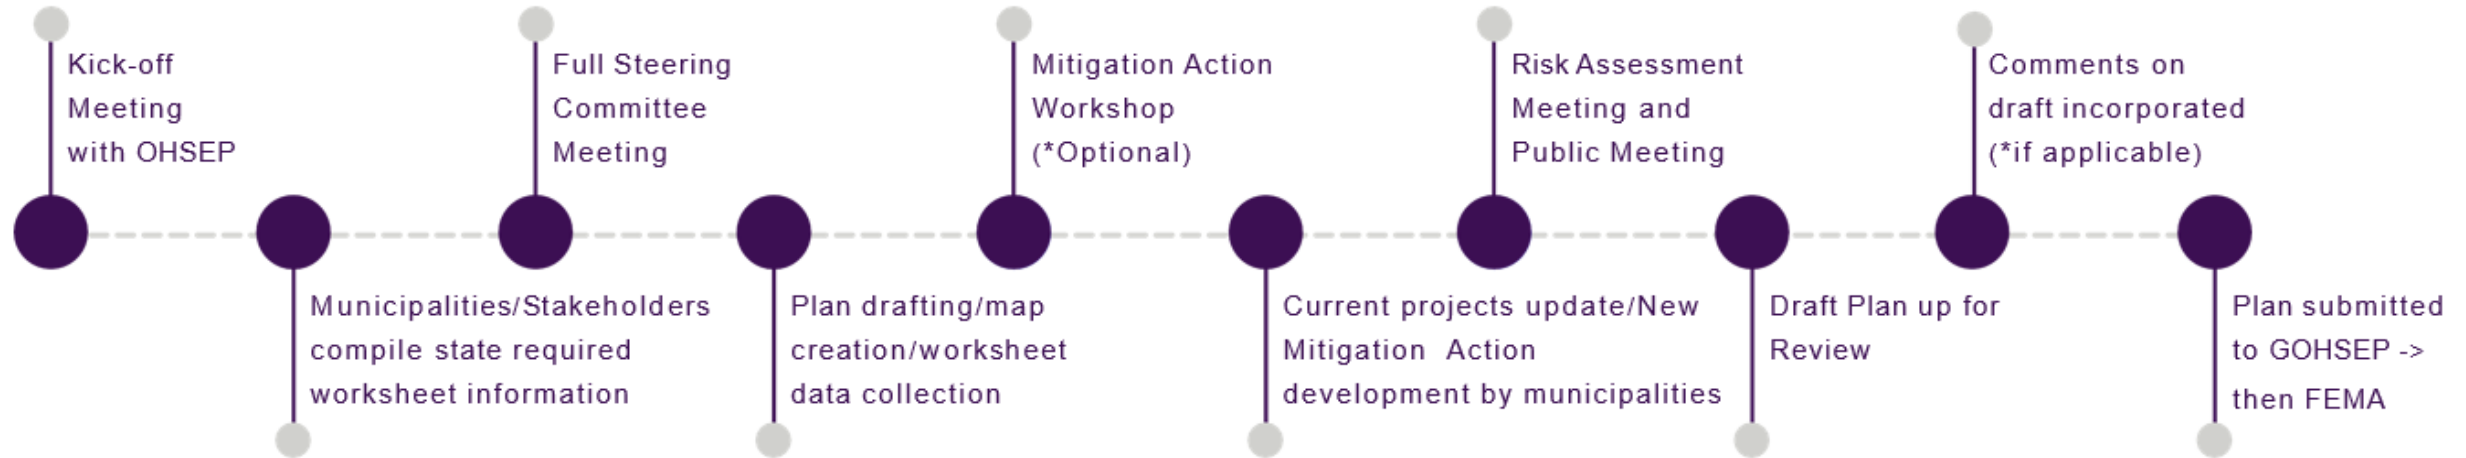 Kick-off
Meeting
with OHSEP
Municipalities/Stakeholders
compile state required
worksheet information
Full Steering
Committee
Meeting
Plan drafting/map
creation/worksheet
data collection
Mitigation Action
Workshop
(*Optional)
Current projects update/New
Mitigation Action
development by municipalities
Risk Assessment
Meeting and
Public Meeting
Draft Plan up for
Review
Comments on
draft incorporated
(*if applicable)
Plan submitted
to GOHSEP ->
then FEMA